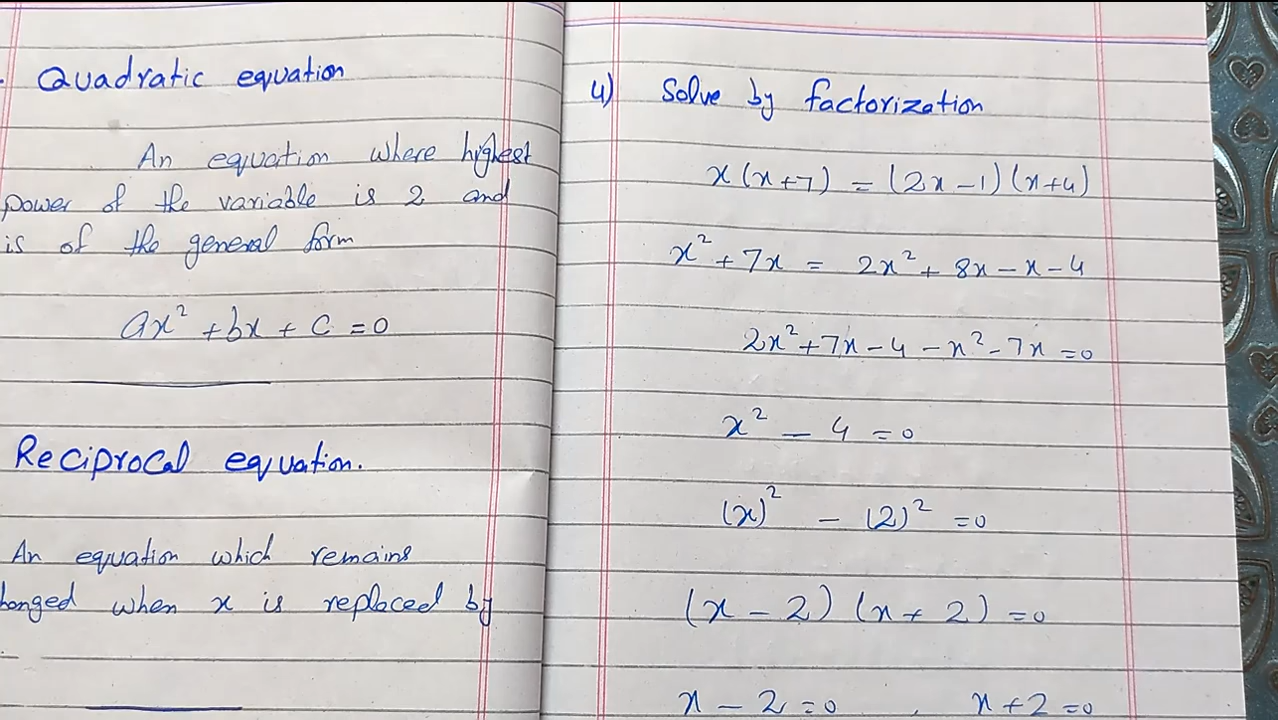 Quadratic equation
An equation where highest
power of the variable is 2 and
is of the general form
ax² + bx + c = 0
Reciprocal equation.
An equation which remains
hanged when x is replaced by
4) Solve by factorization
x(x+7) = (2x-1)(x+4)
x² + 7x = 2x² + 8x - x - 4
2x² + 7x - 4 - x² - 7x = 0
x² - 4 = 0
(x)² - (2)² = 0
(x - 2)(x + 2) = 0
x - 2 = 0 , x + 2 = 0